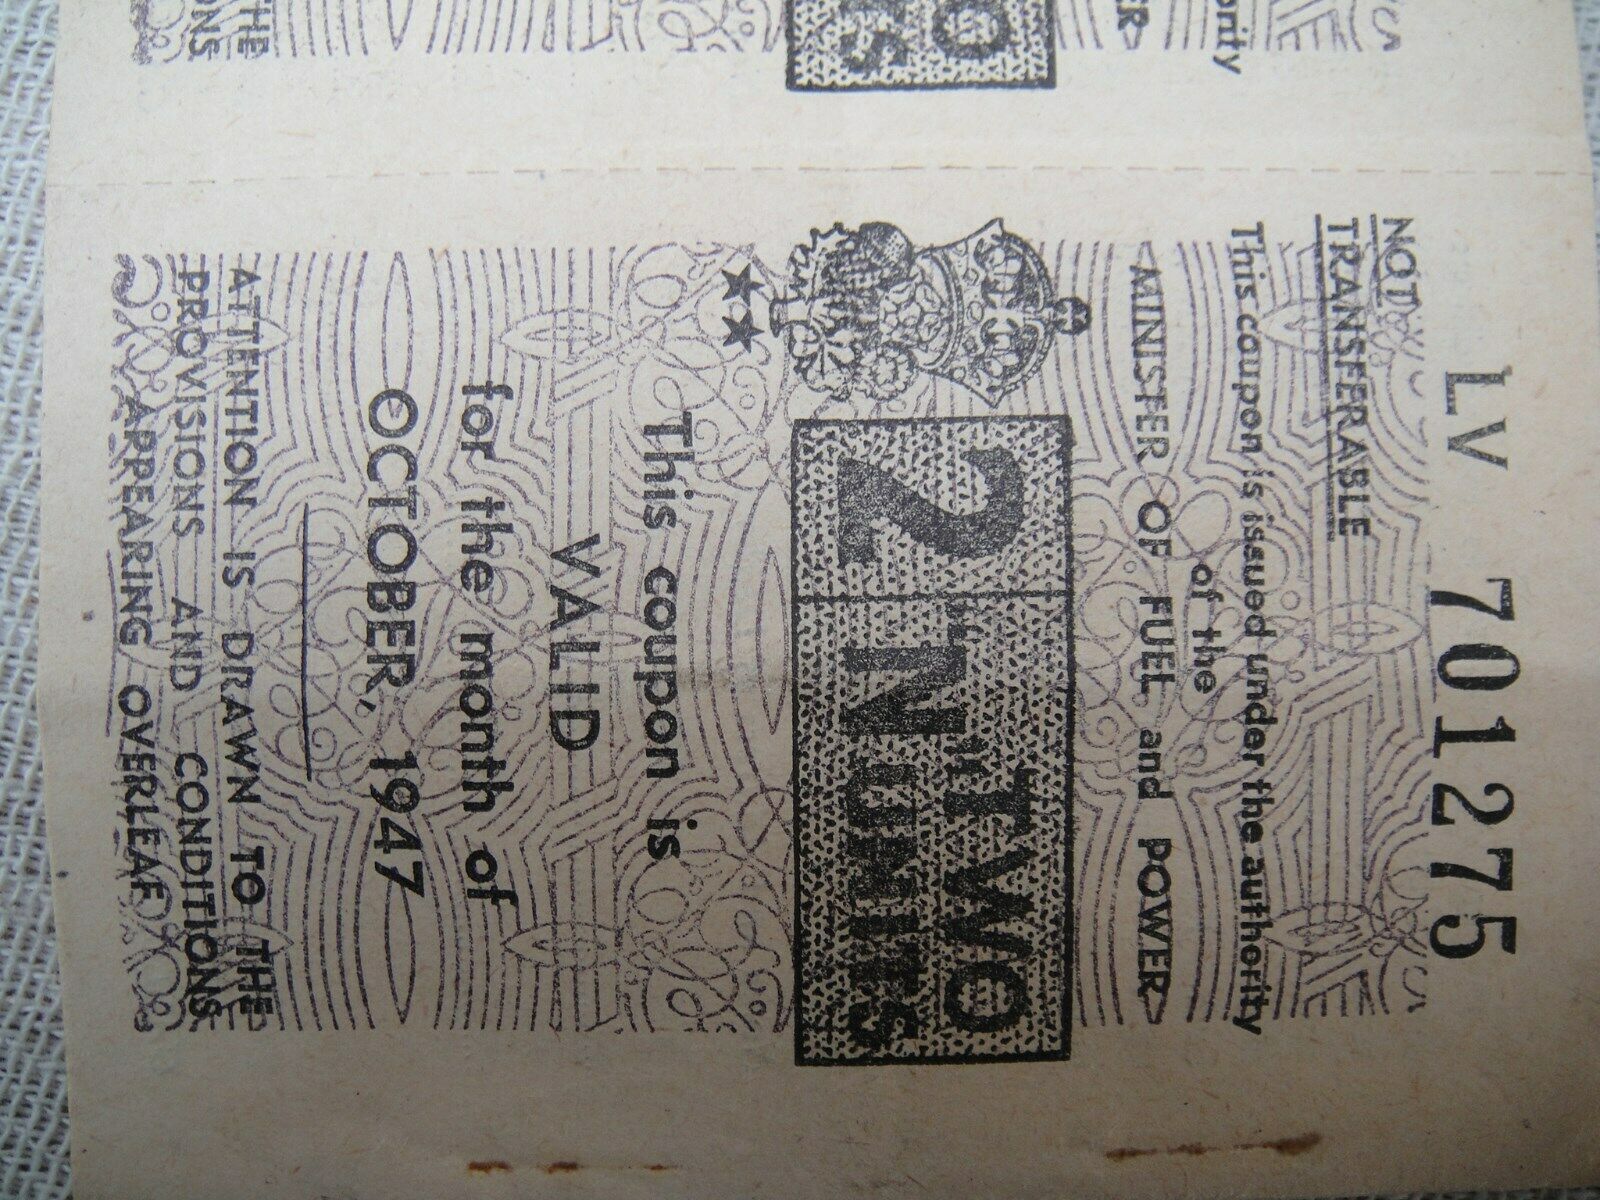 LV 701275
NOT
TRANSFERABLE
This coupon is issued under the authority
of the
MINISTER OF FUEL and POWER
2 TWO
UNITS
This coupon is
VALID
for the month of
OCTOBER, 1947
ATTENTION IS DRAWN TO THE
PROVISIONS AND CONDITIONS
APPEARING OVERLEAF
THE
ONS